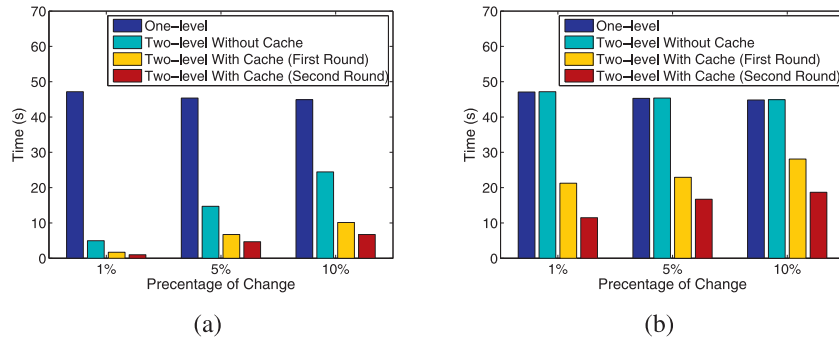 70
60
50
40
30
20
10
0
Time (s)
One-level
Two-level Without Cache
Two-level With Cache (First Round)
Two-level With Cache (Second Round)
1% 5% 10%
Precentage of Change
(a)
70
60
50
40
30
20
10
0
Time (s)
One-level
Two-level Without Cache
Two-level With Cache (First Round)
Two-level With Cache (Second Round)
1% 5% 10%
Precentage of Change
(b)